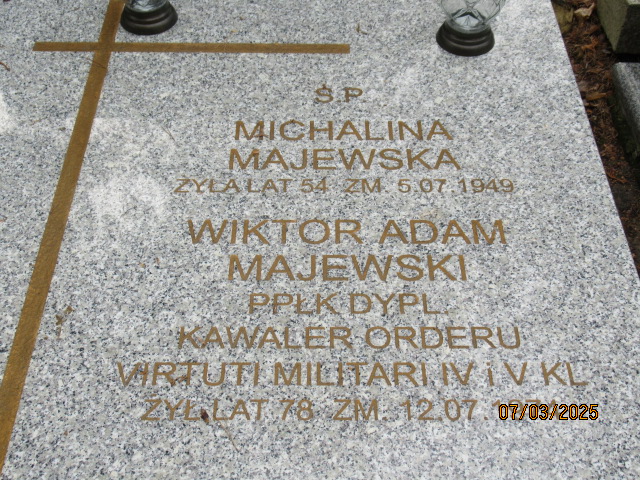 Ś P
MICHALINA
MAJEWSKA
ŻYŁA LAT 54 ZM. 5.07 1949
WIKTOR ADAM
MAJEWSKI
PPŁK DYPL.
KAWALER ORDERU
VIRTUTI MILITARI IV i V KL
ŻYŁ LAT 78 ZM. 12.07
07/03/2025